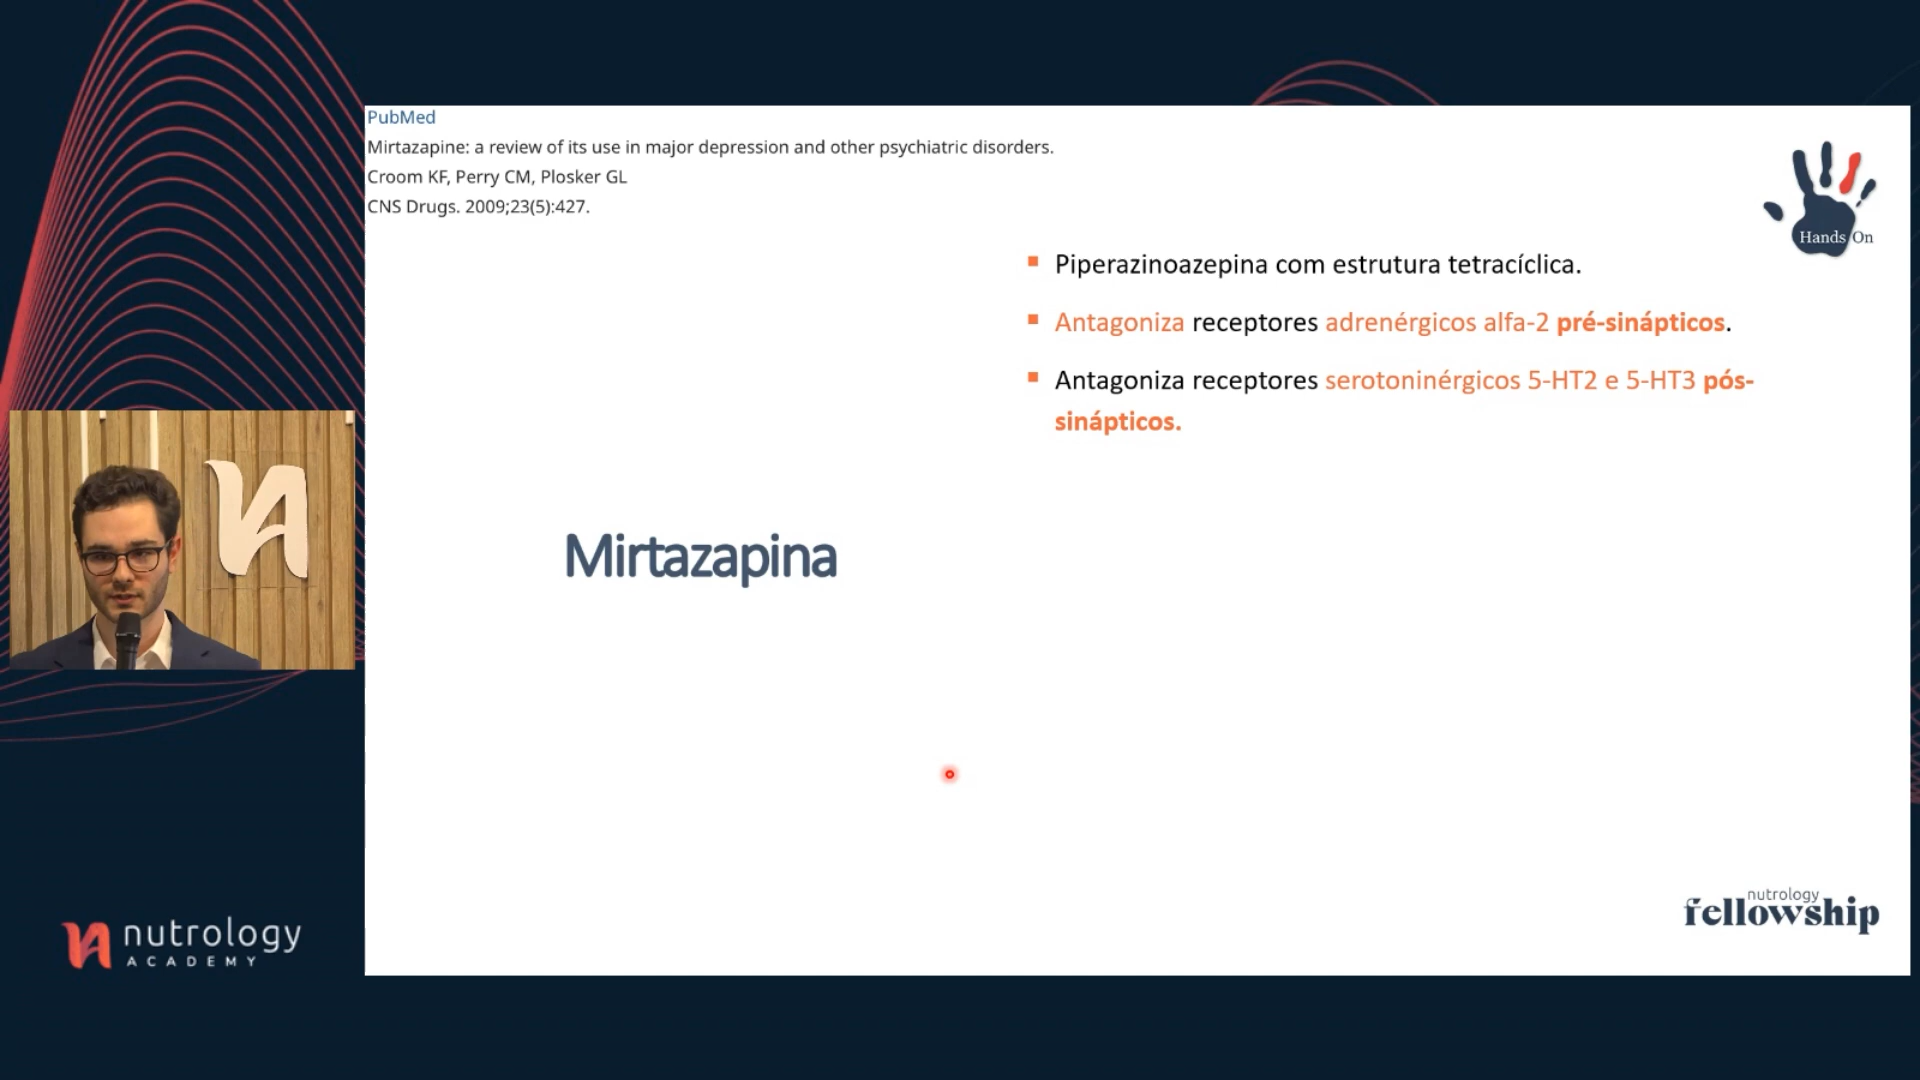 PubMed
Mirtazapine: a review of its use in major depression and other psychiatric disorders.
Croom KF, Perry CM, Plosker GL
CNS Drugs. 2009;23(5):427.
Hands On
▪ Piperazinoazepina com estrutura tetracíclica.
▪ Antagoniza receptores adrenérgicos alfa-2 pré-sinápticos.
▪ Antagoniza receptores serotoninérgicos 5-HT2 e 5-HT3 pós-
sinápticos.
Mirtazapina
nutrology
fellowship
nutrology
ACADEMY